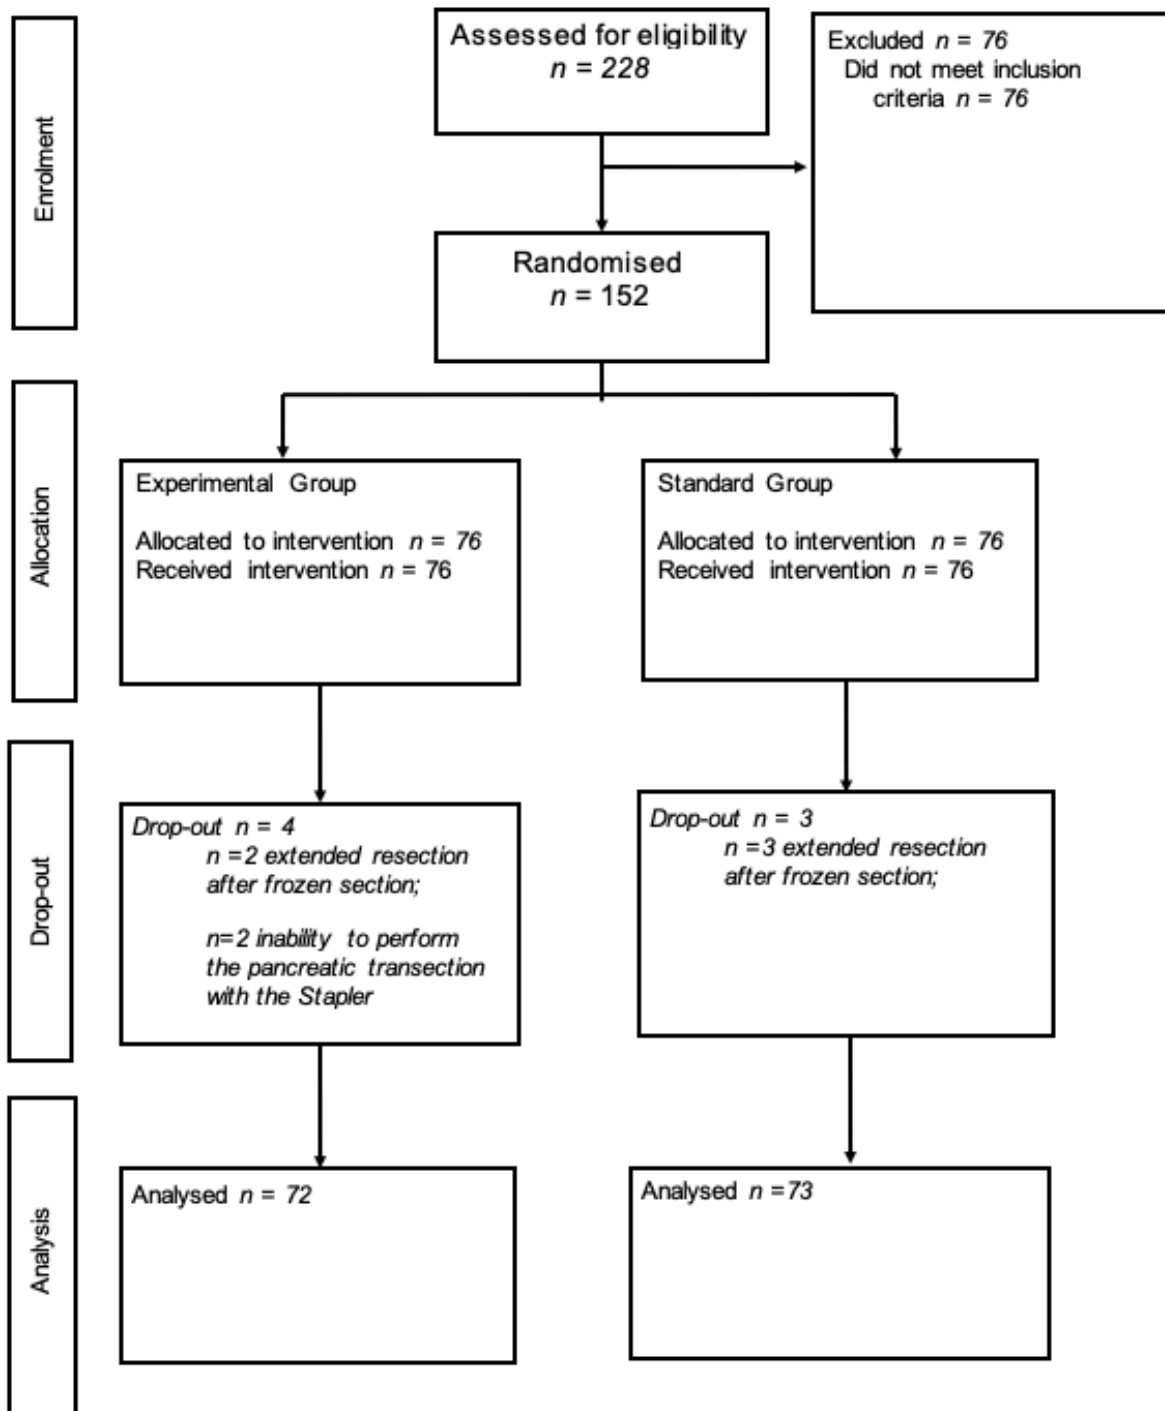 Enrolment
Assessed for eligibility
n = 228
Excluded n = 76
Did not meet inclusion
criteria n = 76
Randomised
n = 152
Allocation
Experimental Group
Allocated to intervention n = 76
Received intervention n = 76
Standard Group
Allocated to intervention n = 76
Received intervention n = 76
Drop-out
Drop-out n = 4
n =2 extended resection
after frozen section;
n=2 inability to perform
the pancreatic transection
with the Stapler
Drop-out n = 3
n =3 extended resection
after frozen section;
Analysis
Analysed n = 72
Analysed n =73